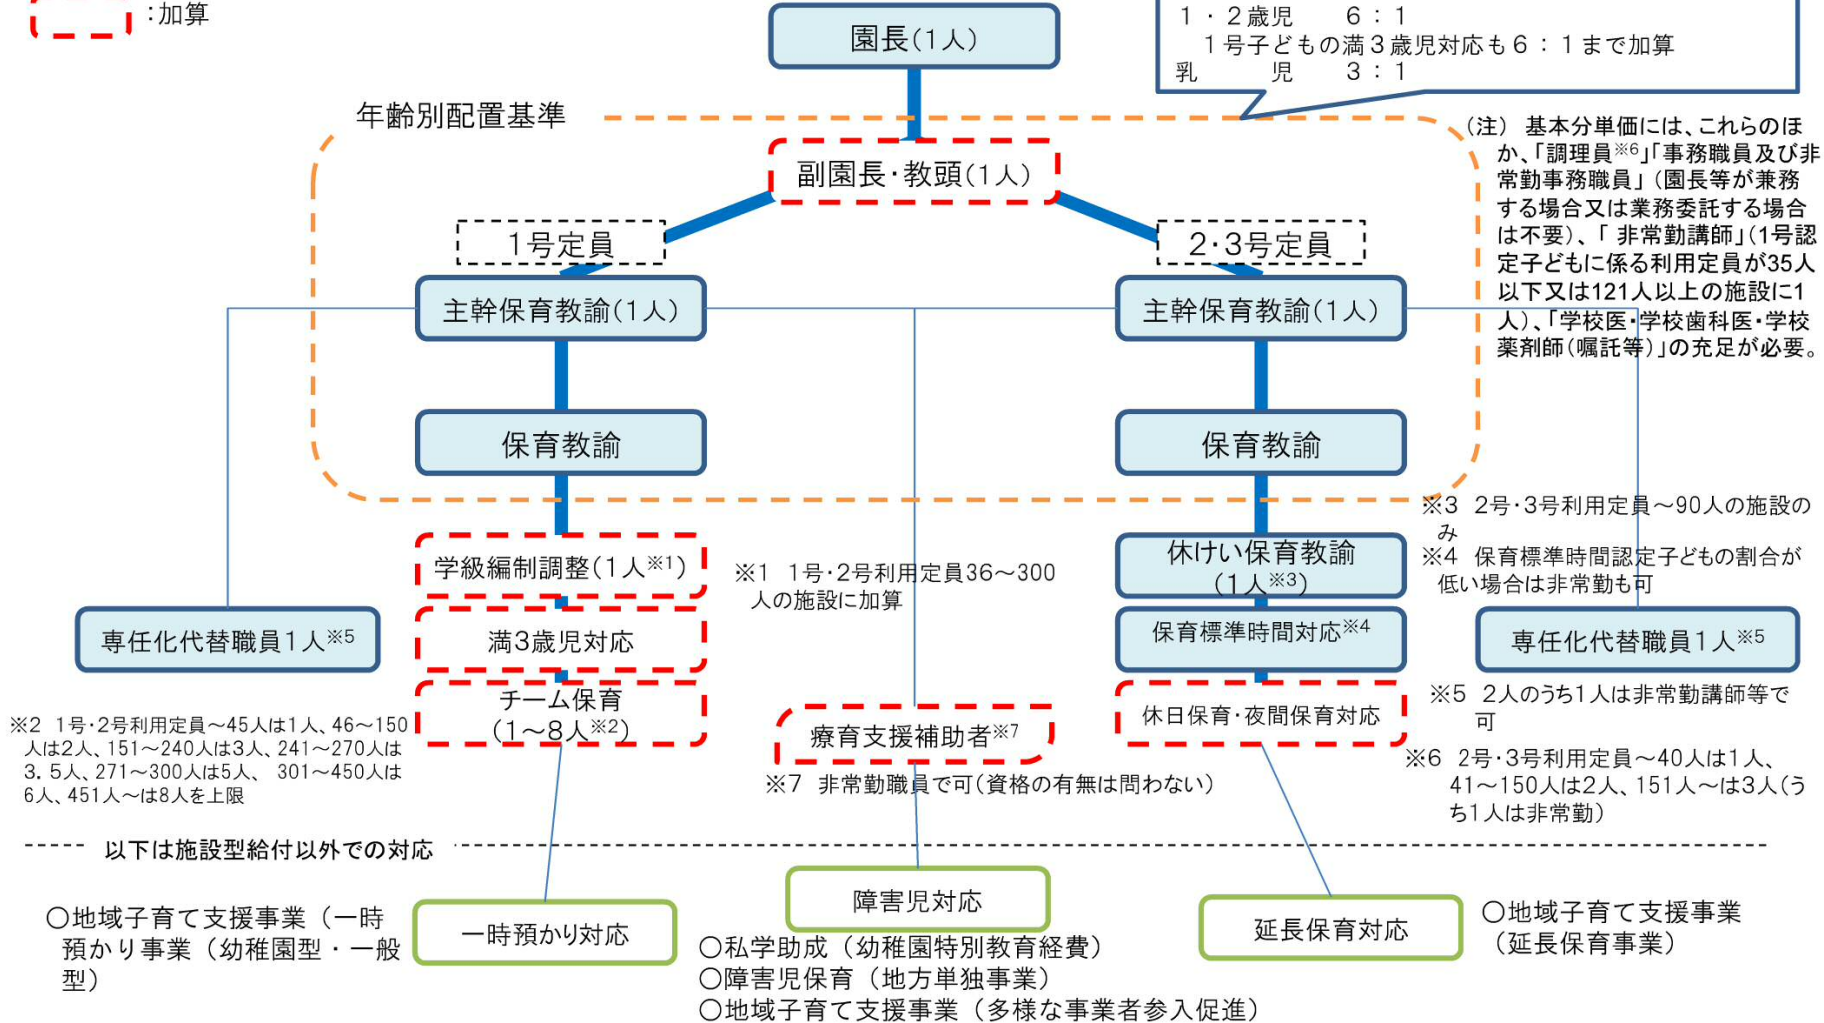 ：加算
園長（1人）
1・2歳児　　6：1
1号子どもの満3歳児対応も6：1まで加算
乳　　　児　　3：1
年齢別配置基準
副園長・教頭（1人）
（注）　基本分単価には、これらのほ
か、「調理員※6」「事務職員及び非
常勤事務職員」（園長等が兼務
する場合又は業務委託する場合
は不要）、「 非常勤講師」（1号認
定子どもに係る利用定員が35人
以下又は121人以上の施設に1
人）、「学校医・学校歯科医・学校
薬剤師（嘱託等）」の充足が必要。
1号定員
2・3号定員
主幹保育教諭（1人）
主幹保育教諭（1人）
保育教諭
保育教諭
学級編制調整（1人※1）
※1　1号・2号利用定員36～300
人の施設に加算
休けい保育教諭
（1人※3）
※3　2号・3号利用定員～90人の施設の
み
※4　保育標準時間認定子どもの割合が
低い場合は非常勤も可
専任化代替職員1人※5
満3歳児対応
保育標準時間対応※4
専任化代替職員1人※5
チーム保育
（1～8人※2）
療育支援補助者※7
休日保育・夜間保育対応
※5　2人のうち1人は非常勤講師等で
可
※2　1号・2号利用定員～45人は1人、46～150
人は2人、151～240人は3人、241～270人は
3．5人、271～300人は5人、 301～450人は
6人、451人～は8人を上限
※7　非常勤職員で可（資格の有無は問わない）
※6　2号・3号利用定員～40人は1人、
41～150人は2人、151人～は3人（う
ち1人は非常勤）
以下は施設型給付以外での対応
○地域子育て支援事業（一時
預かり事業（幼稚園型・一般
型）
一時預かり対応
障害児対応
○私学助成（幼稚園特別教育経費）
○障害児保育（地方単独事業）
○地域子育て支援事業（多様な事業者参入促進）
延長保育対応
○地域子育て支援事業
（延長保育事業）